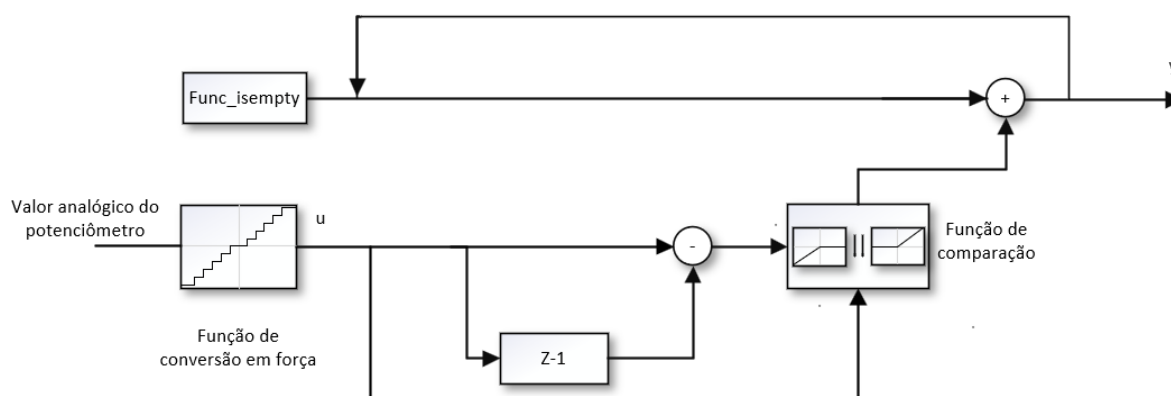 Func_isempty
+
Valor analógico do
potenciômetro
u
-
Função de
comparação
Função de
conversão em força
Z-1